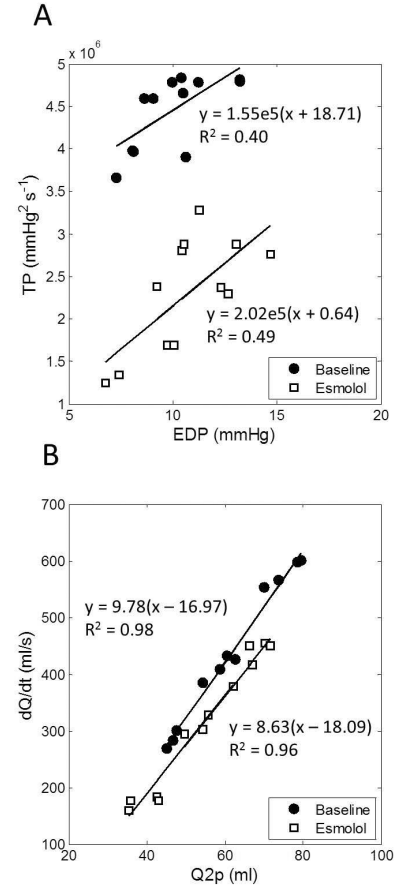 A
x 10⁶
5
4.5
4
3.5
3
2.5
2
1.5
1
TP (mmHg² s⁻¹)
y = 1.55e5(x + 18.71)
R² = 0.40
y = 2.02e5(x + 0.64)
R² = 0.49
Baseline
Esmolol
5 10 15 20
EDP (mmHg)
B
700
600
500
400
300
200
100
dQ/dt (ml/s)
y = 9.78(x – 16.97)
R² = 0.98
y = 8.63(x – 18.09)
R² = 0.96
Baseline
Esmolol
20 40 60 80 100
Q2p (ml)